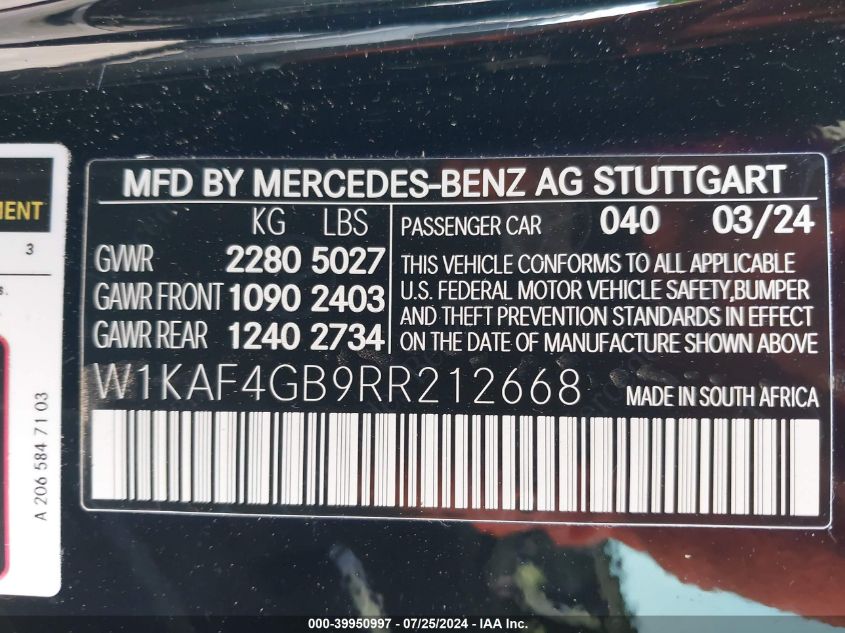 MENT
3
s.
A 206 584 71 03
MFD BY MERCEDES-BENZ AG STUTTGART
KG LBS
GVWR 2280 5027
GAWR FRONT 1090 2403
GAWR REAR 1240 2734
PASSENGER CAR 040 03/24
THIS VEHICLE CONFORMS TO ALL APPLICABLE
U.S. FEDERAL MOTOR VEHICLE SAFETY,BUMPER
AND THEFT PREVENTION STANDARDS IN EFFECT
ON THE DATE OF MANUFACTURE SHOWN ABOVE
W1KAF4GB9RR212668 MADE IN SOUTH AFRICA
000-39950997 - 07/25/2024 - IAA Inc.